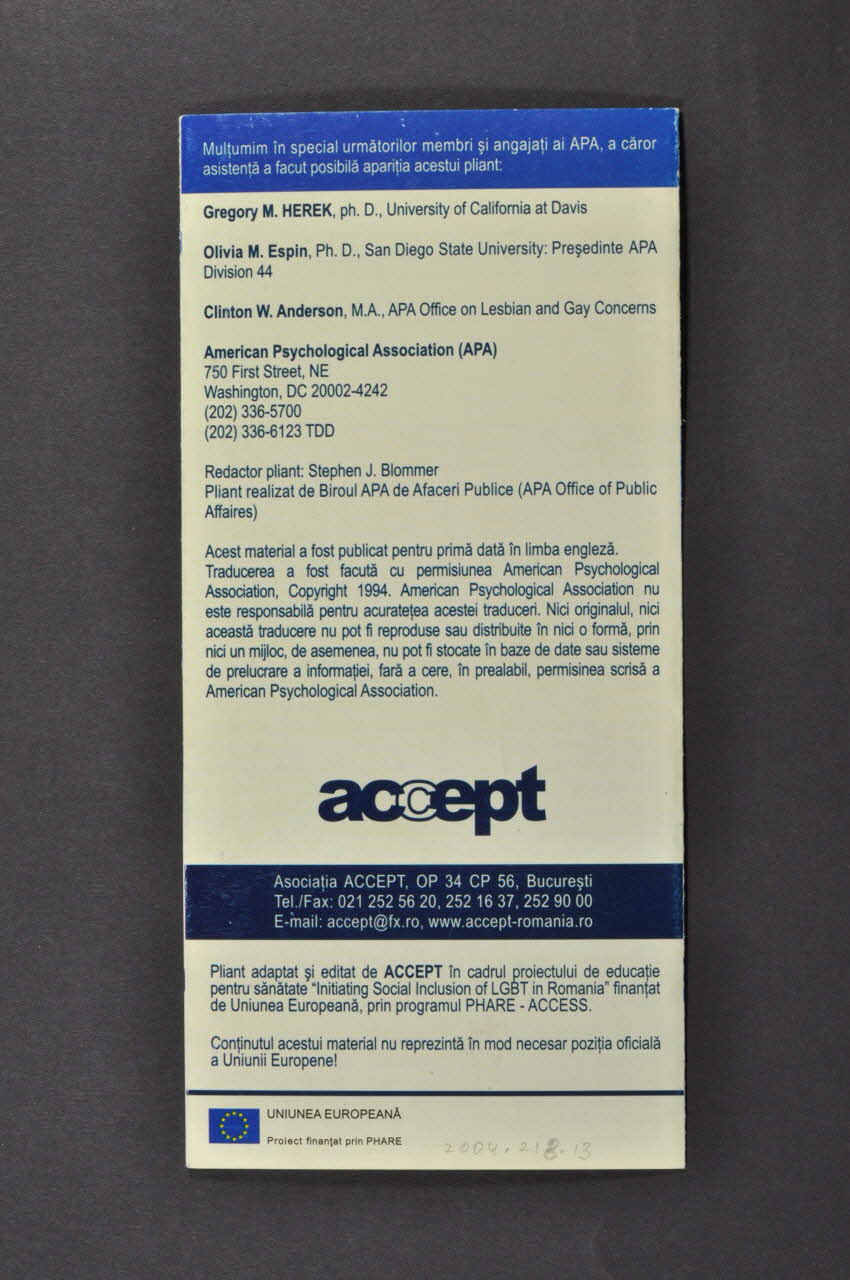 Mulțumim în special următorilor membri și angajați ai APA, a căror
asistență a facut posibilă apariția acestui pliant:
Gregory M. HEREK, ph. D., University of California at Davis
Olivia M. Espin, Ph. D., San Diego State University: Președinte APA
Division 44
Clinton W. Anderson, M.A., APA Office on Lesbian and Gay Concerns
American Psychological Association (APA)
750 First Street, NE
Washington, DC 20002-4242
(202) 336-5700
(202) 336-6123 TDD
Redactor pliant: Stephen J. Blommer
Pliant realizat de Biroul APA de Afaceri Publice (APA Office of Public
Affaires)
Acest material a fost publicat pentru primă dată în limba engleză.
Traducerea a fost facută cu permisiunea American Psychological
Association, Copyright 1994. American Psychological Association nu
este responsabilă pentru acuratețea acestei traduceri. Nici originalul, nici
această traducere nu pot fi reproduse sau distribuite în nici o formă, prin
nici un mijloc, de asemenea, nu pot fi stocate în baze de date sau sisteme
de prelucrare a informației, fară a cere, în prealabil, permisinea scrisă a
American Psychological Association.
accept
Asociația ACCEPT, OP 34 CP 56, București
Tel./Fax: 021 252 56 20, 252 16 37, 252 90 00
E-mail: accept@fx.ro, www.accept-romania.ro
Pliant adaptat și editat de ACCEPT în cadrul proiectului de educație
pentru sănătate "Initiating Social Inclusion of LGBT in Romania" finanțat
de Uniunea Europeană, prin programul PHARE - ACCESS.
Conținutul acestui material nu reprezintă în mod necesar poziția oficială
a Uniunii Europene!
UNIUNEA EUROPEANĂ
Proiect finanțat prin PHARE
2004.218.13